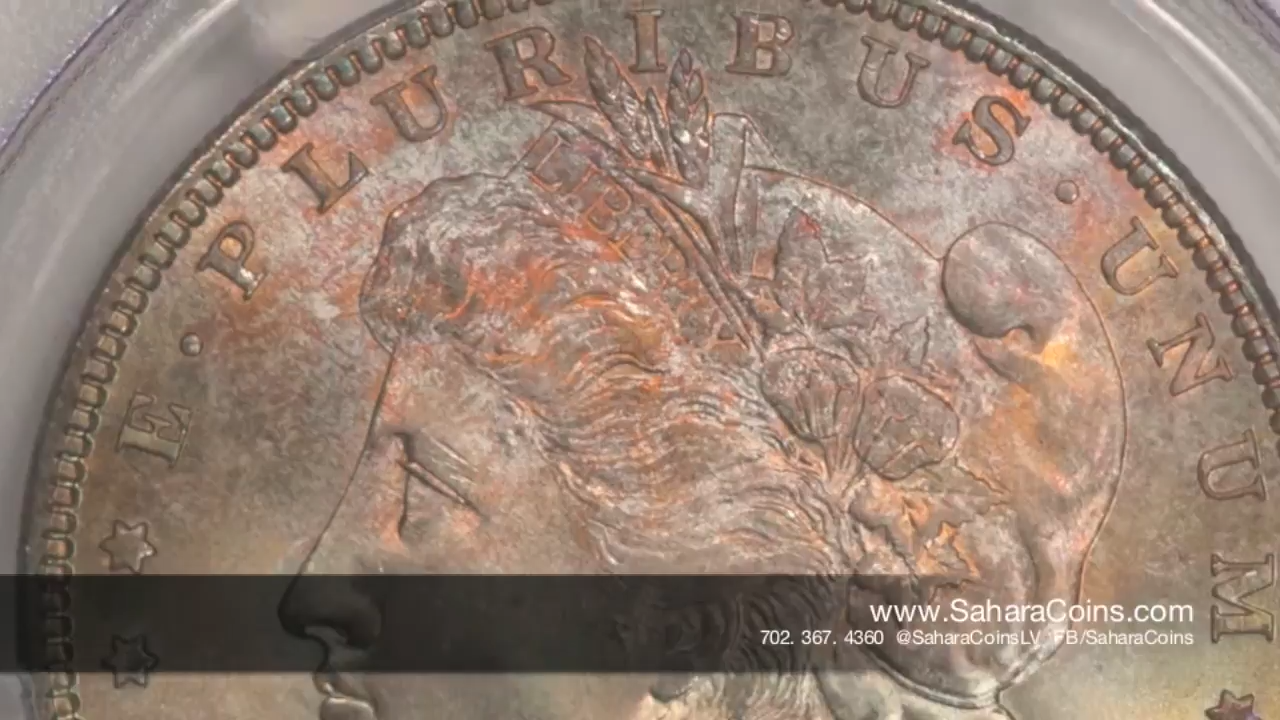 E · PLURIBUS · UNUM
LIBERTY
www.SaharaCoins.com
702. 367. 4360 @SaharaCoinsLV FB/SaharaCoins